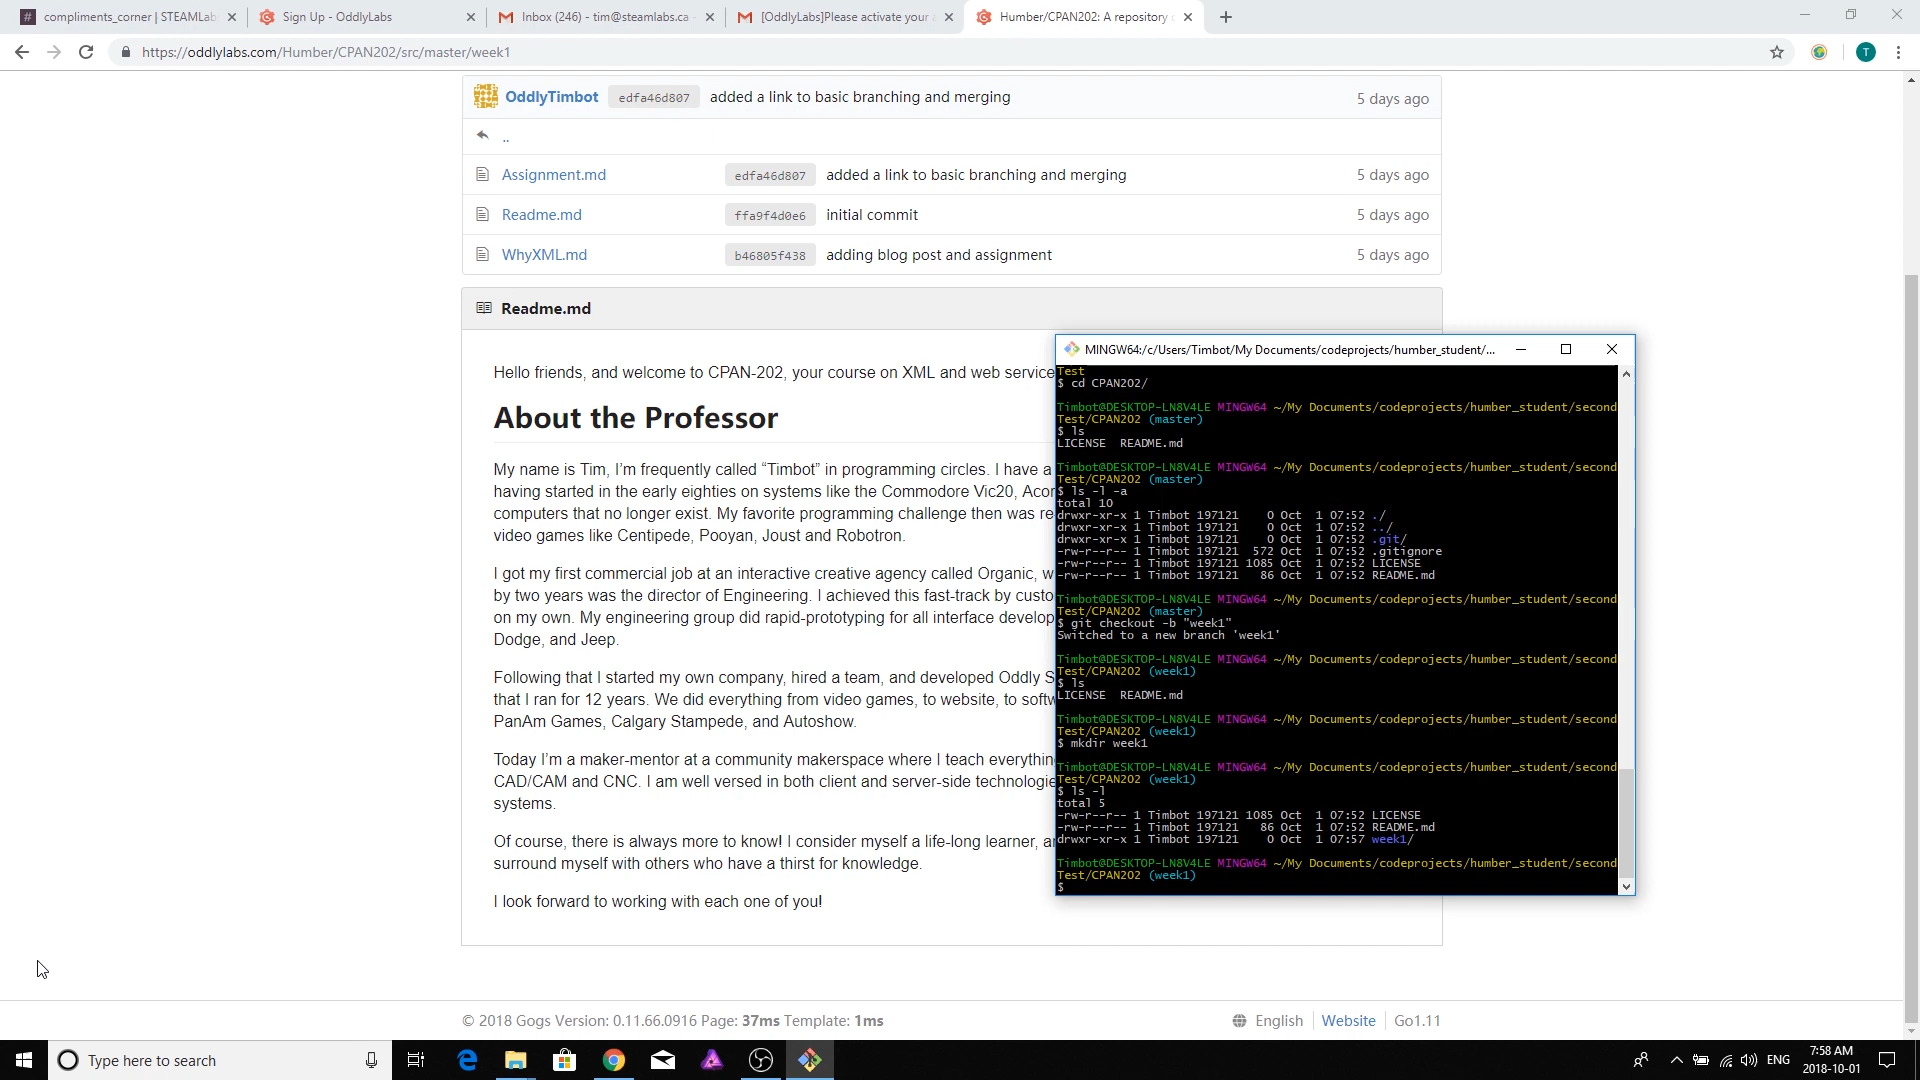 compliments_corner | STEAMLab
Sign Up - OddlyLabs
Inbox (246) - tim@steamlabs.ca -
[OddlyLabs]Please activate your a
Humber/CPAN202: A repository
https://oddlylabs.com/Humber/CPAN202/src/master/week1
T
OddlyTimbot edfa46d807 added a link to basic branching and merging 5 days ago
..
Assignment.md edfa46d807 added a link to basic branching and merging 5 days ago
Readme.md ffa9f4d0e6 initial commit 5 days ago
WhyXML.md b46805f438 adding blog post and assignment 5 days ago
Readme.md
Hello friends, and welcome to CPAN-202, your course on XML and web service
About the Professor
My name is Tim, I'm frequently called “Timbot” in programming circles. I have a
having started in the early eighties on systems like the Commodore Vic20, Acor
computers that no longer exist. My favorite programming challenge then was re
video games like Centipede, Pooyan, Joust and Robotron.
I got my first commercial job at an interactive creative agency called Organic, w
by two years was the director of Engineering. I achieved this fast-track by custo
on my own. My engineering group did rapid-prototyping for all interface develop
Dodge, and Jeep.
Following that I started my own company, hired a team, and developed Oddly S
that I ran for 12 years. We did everything from video games, to website, to softw
PanAm Games, Calgary Stampede, and Autoshow.
Today I'm a maker-mentor at a community makerspace where I teach everythin
CAD/CAM and CNC. I am well versed in both client and server-side technologie
systems.
Of course, there is always more to know! I consider myself a life-long learner, a
surround myself with others who have a thirst for knowledge.
I look forward to working with each one of you!
MINGW64:/c/Users/Timbot/My Documents/codeprojects/humber_student/...
Test
$ cd CPAN202/
Timbot@DESKTOP-LN8V4LE MINGW64 ~/My Documents/codeprojects/humber_student/second
Test/CPAN202 (master)
$ ls
LICENSE README.md
Timbot@DESKTOP-LN8V4LE MINGW64 ~/My Documents/codeprojects/humber_student/second
Test/CPAN202 (master)
$ ls -l -a
total 10
drwxr-xr-x 1 Timbot 197121 0 Oct 1 07:52 ./
drwxr-xr-x 1 Timbot 197121 0 Oct 1 07:52 ../
drwxr-xr-x 1 Timbot 197121 0 Oct 1 07:52 .git/
-rw-r--r-- 1 Timbot 197121 572 Oct 1 07:52 .gitignore
-rw-r--r-- 1 Timbot 197121 1085 Oct 1 07:52 LICENSE
-rw-r--r-- 1 Timbot 197121 86 Oct 1 07:52 README.md
Timbot@DESKTOP-LN8V4LE MINGW64 ~/My Documents/codeprojects/humber_student/second
Test/CPAN202 (master)
$ git checkout -b "week1"
Switched to a new branch 'week1'
Timbot@DESKTOP-LN8V4LE MINGW64 ~/My Documents/codeprojects/humber_student/second
Test/CPAN202 (week1)
$ ls
LICENSE README.md
Timbot@DESKTOP-LN8V4LE MINGW64 ~/My Documents/codeprojects/humber_student/second
Test/CPAN202 (week1)
$ mkdir week1
Timbot@DESKTOP-LN8V4LE MINGW64 ~/My Documents/codeprojects/humber_student/second
Test/CPAN202 (week1)
$ ls -l
total 5
-rw-r--r-- 1 Timbot 197121 1085 Oct 1 07:52 LICENSE
-rw-r--r-- 1 Timbot 197121 86 Oct 1 07:52 README.md
drwxr-xr-x 1 Timbot 197121 0 Oct 1 07:57 week1/
Timbot@DESKTOP-LN8V4LE MINGW64 ~/My Documents/codeprojects/humber_student/second
Test/CPAN202 (week1)
$
© 2018 Gogs Version: 0.11.66.0916 Page: 37ms Template: 1ms
English Website Go1.11
Type here to search
ENG
7:58 AM
2018-10-01